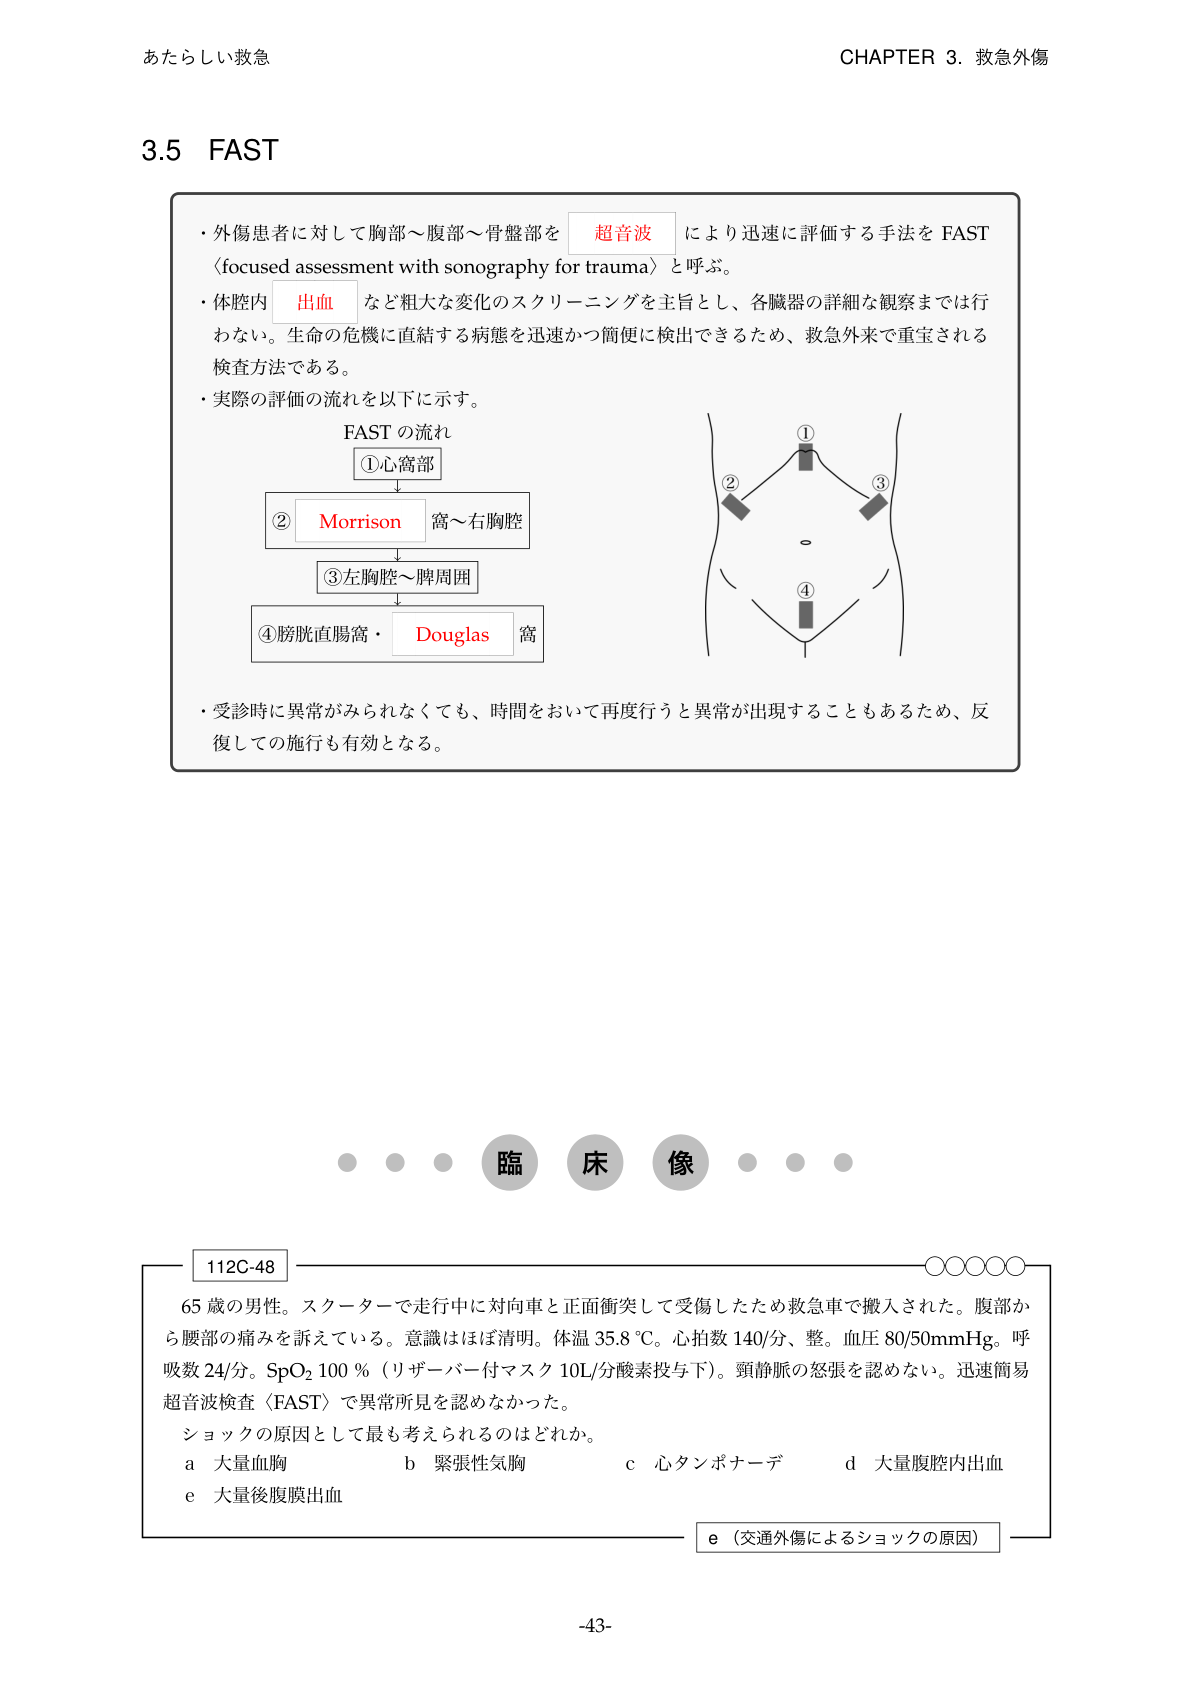 あたらしい救急
CHAPTER 3. 救急外傷
3.5 FAST
・外傷患者に対して胸部〜腹部〜骨盤部を 超音波 により迅速に評価する手法を FAST
〈focused assessment with sonography for trauma〉と呼ぶ。
・体腔内 出血 など粗大な変化のスクリーニングを主旨とし、各臓器の詳細な観察までは行
わない。生命の危機に直結する病態を迅速かつ簡便に検出できるため、救急外来で重宝される
検査方法である。
・実際の評価の流れを以下に示す。
FAST の流れ
①心窩部
↓
② Morrison 窩〜右胸腔
↓
③左胸腔〜脾周囲
↓
④膀胱直腸窩・ Douglas 窩
①
②
③
④
・受診時に異常がみられなくても、時間をおいて再度行うと異常が出現することもあるため、反
復しての施行も有効となる。
臨 床 像
112C-48
65 歳の男性。スクーターで走行中に対向車と正面衝突して受傷したため救急車で搬入された。腹部か
ら腰部の痛みを訴えている。意識はほぼ清明。体温 35.8 ℃。心拍数 140/分、整。血圧 80/50mmHg。呼
吸数 24/分。SpO₂ 100 %（リザーバー付マスク 10L/分酸素投与下）。頸静脈の怒張を認めない。迅速簡易
超音波検査〈FAST〉で異常所見を認めなかった。
ショックの原因として最も考えられるのはどれか。
a 大量血胸 b 緊張性気胸 c 心タンポナーデ d 大量腹腔内出血
e 大量後腹膜出血
e （交通外傷によるショックの原因）
-43-